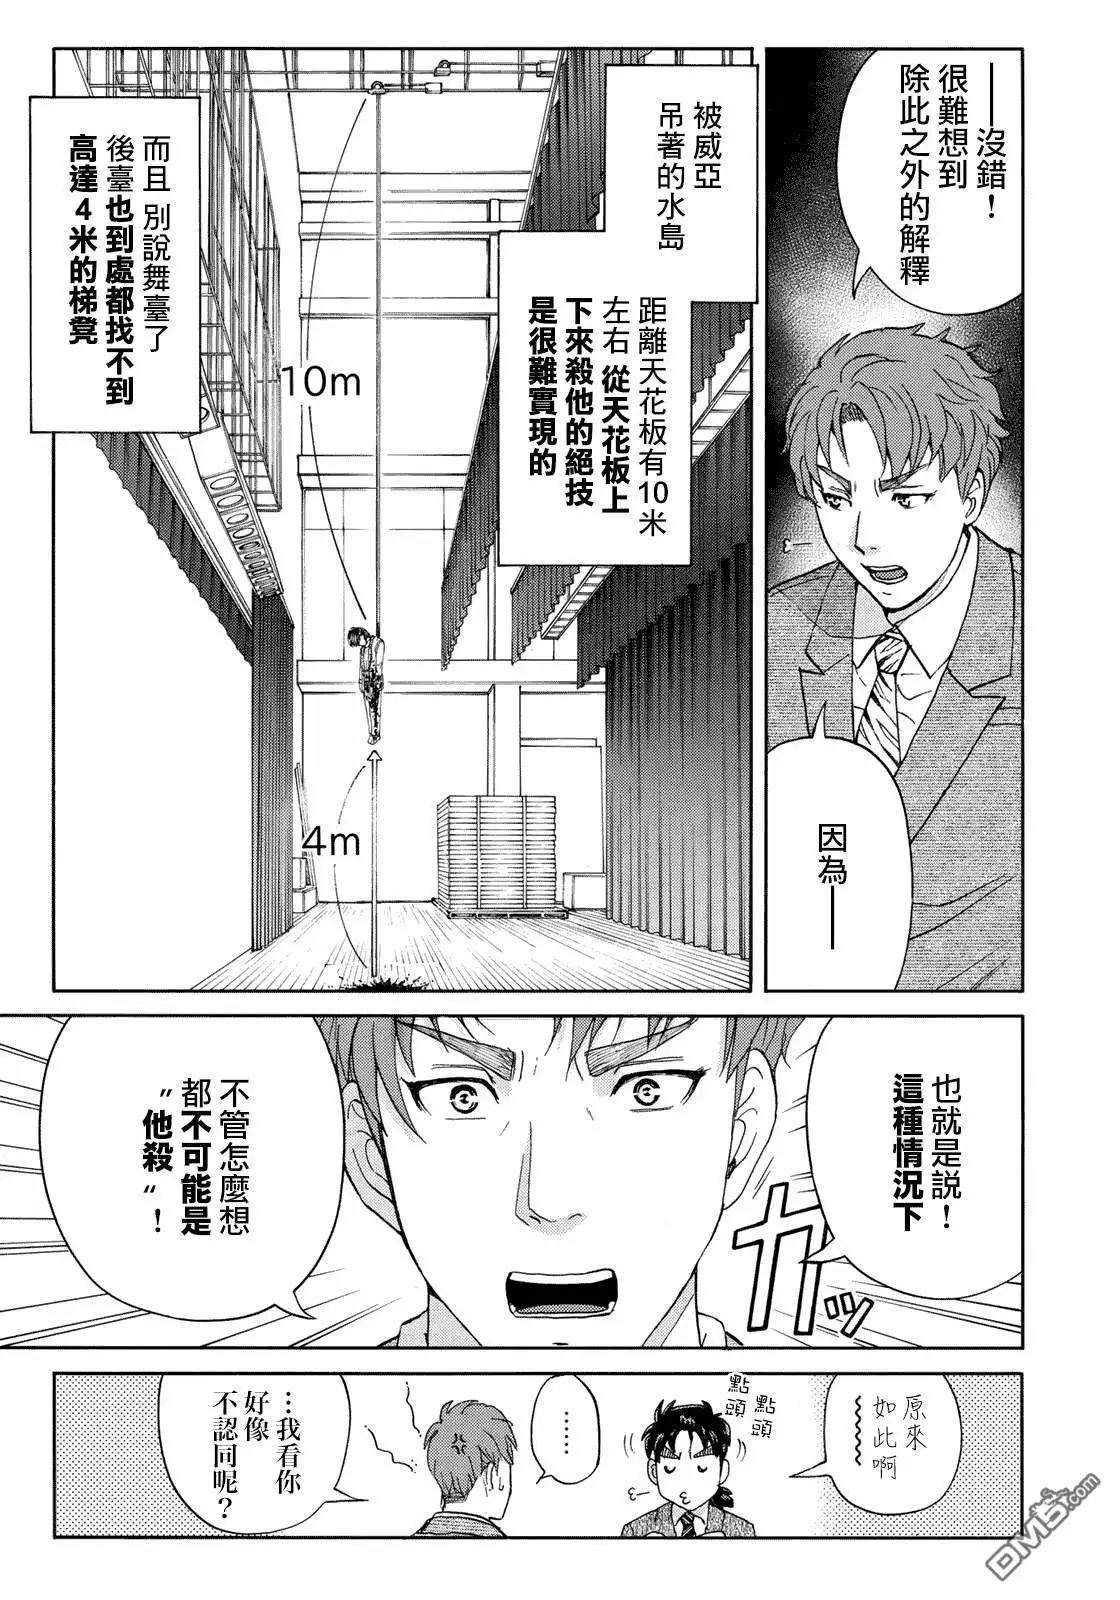 ──沒錯！
很難想到
除此之外的解釋
因為──
被威亞
吊著的水島
距離天花板有10米
左右 從天花板上
下來殺他的絕技
是很難實現的
而且 別說舞臺了
後臺也到處都找不到
高達4米的梯凳
10m
4m
也就是說！
這種情況下
不管怎麼想
都不可能是
〝他殺〞！
ガッ
原來
如此啊
點頭
點頭
……
…我看你
好像
不認同呢？
DM5.com